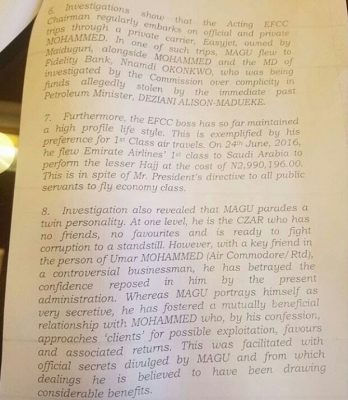 6. Investigations show that the Acting EFCC
Chairman regularly embarks on official and private
trips through a private carrier, Easyjet, owned by
MOHAMMED. In one of such trips, MAGU flew to
Maiduguri, alongside MOHAMMED and the MD of
Fidelity Bank, Nnamdi OKONKWO, who was being
investigated by the Commission over complicity in
funds allegedly stolen by the immediate past
Petroleum Minister, DEZIANI ALISON-MADUEKE.
7. Furthermore, the EFCC boss has so far maintained
a high profile life style. This is exemplified by his
preference for 1st Class air travels. On 24th June, 2016,
he flew Emirate Airlines' 1st class to Saudi Arabia to
perform the lesser Hajj at the cost of N2,990,196.00.
This is in spite of Mr. President's directive to all public
servants to fly economy class.
8. Investigation also revealed that MAGU parades a
twin personality. At one level, he is the CZAR who has
no friends, no favourites and is ready to fight
corruption to a standstill. However, with a key friend in
the person of Umar MOHAMMED (Air Commodore/Rtd),
a controversial businessman, he has betrayed the
confidence reposed in him by the present
administration. Whereas MAGU portrays himself as
very secretive, he has fostered a mutually beneficial
relationship with MOHAMMED who, by his confession,
approaches 'clients' for possible exploitation, favours
and associated returns. This was facilitated with
official secrets divulged by MAGU and from which
dealings he is believed to have been drawing
considerable benefits.